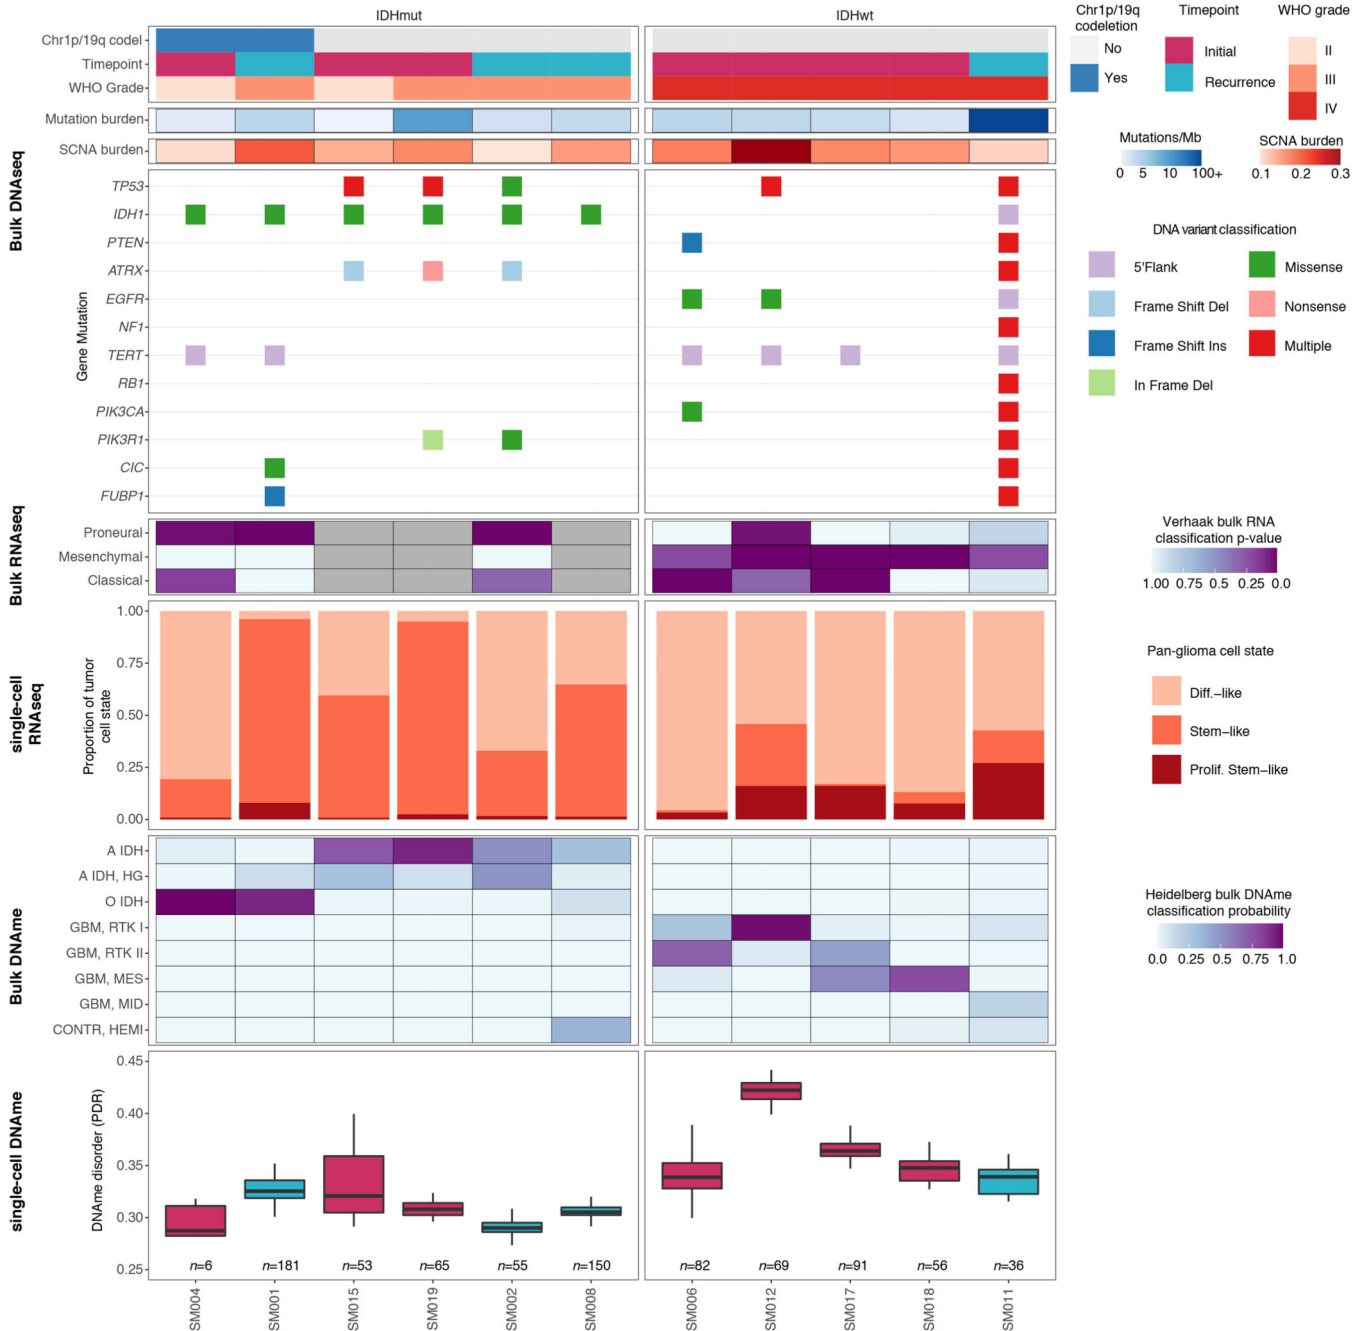 IDHmut
IDHwt
Chr1p/19q codel
Timepoint
WHO Grade
Mutation burden
SCNA burden
Bulk DNAseq
Gene Mutation
TP53
IDH1
PTEN
ATRX
EGFR
NF1
TERT
RB1
PIK3CA
PIK3R1
CIC
FUBP1
Bulk RNAseq
Proneural
Mesenchymal
Classical
single-cell
RNAseq
Proportion of tumor
cell state
1.00
0.75
0.50
0.25
0.00
Bulk DNAme
A IDH
A IDH, HG
O IDH
GBM, RTK I
GBM, RTK II
GBM, MES
GBM, MID
CONTR, HEMI
single-cell DNAme
DNAme disorder (PDR)
0.45
0.40
0.35
0.30
0.25
n=6
n=181
n=53
n=65
n=55
n=150
n=82
n=69
n=91
n=56
n=36
SM004
SM001
SM015
SM019
SM002
SM008
SM006
SM012
SM017
SM018
SM011
Chr1p/19q
codeletion
No
Yes
Timepoint
Initial
Recurrence
WHO grade
II
III
IV
Mutations/Mb
0 5 10 100+
SCNA burden
0.1 0.2 0.3
DNA variant classification
5'Flank
Frame Shift Del
Frame Shift Ins
In Frame Del
Missense
Nonsense
Multiple
Verhaak bulk RNA
classification p-value
1.00 0.75 0.5 0.25 0.0
Pan-glioma cell state
Diff.-like
Stem-like
Prolif. Stem-like
Heidelberg bulk DNAme
classification probability
0.0 0.25 0.5 0.75 1.0